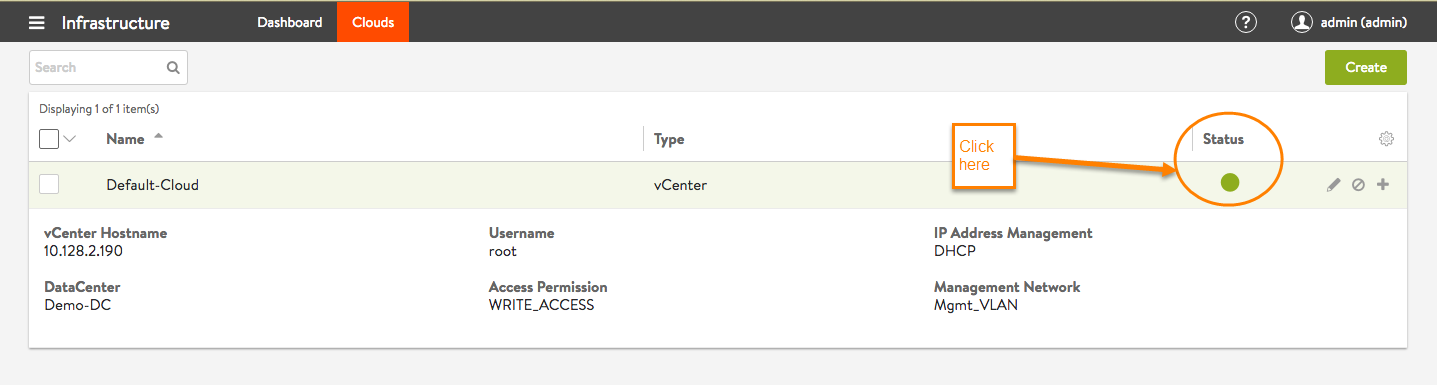 Infrastructure Dashboard Clouds ? admin (admin)
Search Create
Displaying 1 of 1 item(s)
Name Type Status
Click
here
Default-Cloud vCenter
vCenter Hostname Username IP Address Management
10.128.2.190 root DHCP
DataCenter Access Permission Management Network
Demo-DC WRITE_ACCESS Mgmt_VLAN